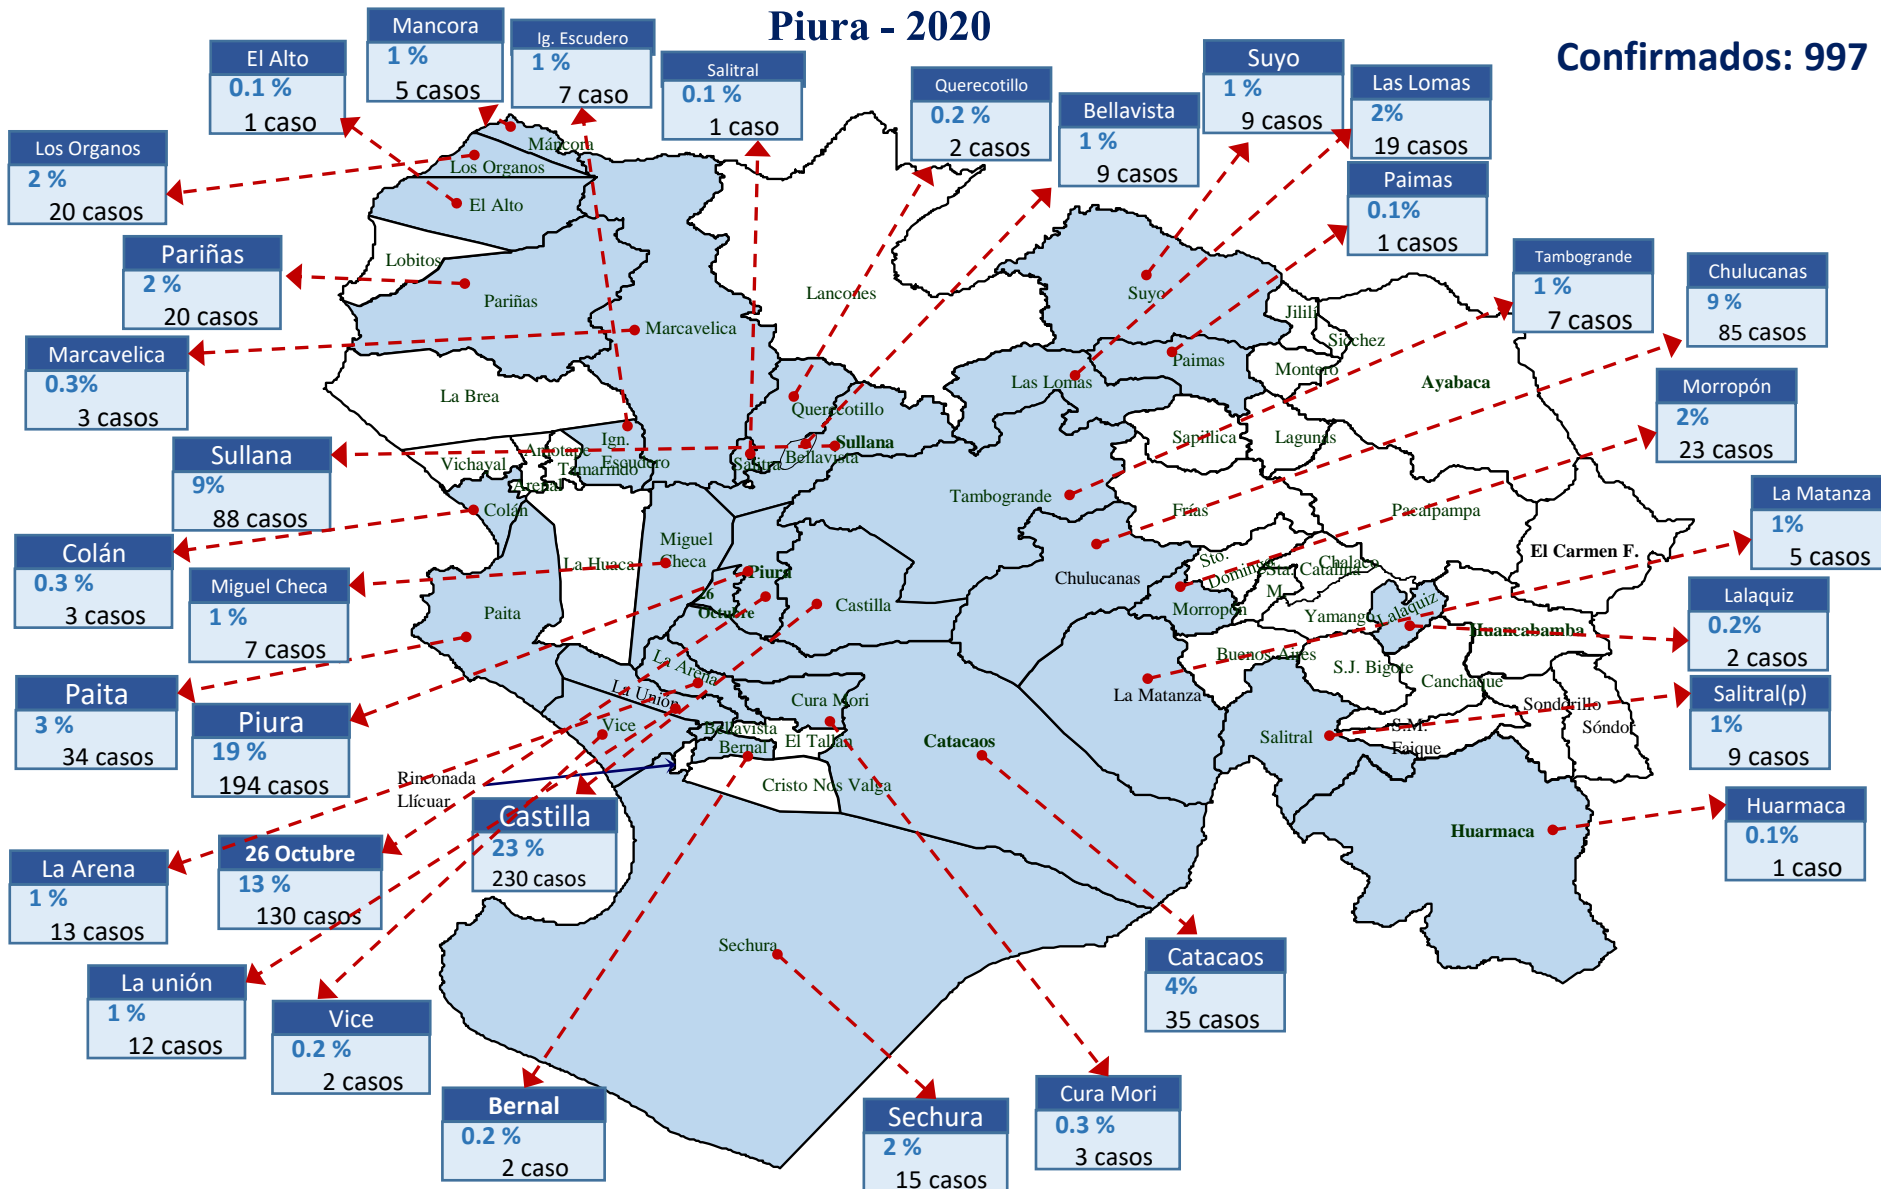 Piura - 2020
Confirmados: 997
Mancora
1 %
5 casos
Ig. Escudero
1 %
7 caso
El Alto
0.1 %
1 caso
Salitral
0.1 %
1 caso
Querecotillo
0.2 %
2 casos
Bellavista
1 %
9 casos
Suyo
1 %
9 casos
Las Lomas
2%
19 casos
Los Organos
2 %
20 casos
Paimas
0.1%
1 casos
Pariñas
2 %
20 casos
Tambogrande
1 %
7 casos
Chulucanas
9 %
85 casos
Marcavelica
0.3%
3 casos
Morropón
2%
23 casos
Sullana
9%
88 casos
La Matanza
1%
5 casos
Colán
0.3 %
3 casos
Miguel Checa
1 %
7 casos
Lalaquiz
0.2%
2 casos
Paita
3 %
34 casos
Piura
19 %
194 casos
Salitral(p)
1%
9 casos
Castilla
23 %
230 casos
Huarmaca
0.1%
1 caso
La Arena
1 %
13 casos
26 Octubre
13 %
130 casos
Catacaos
4%
35 casos
La unión
1 %
12 casos
Vice
0.2 %
2 casos
Bernal
0.2 %
2 caso
Sechura
2 %
15 casos
Cura Mori
0.3 %
3 casos
Máncora
Los Organos
El Alto
Lobitos
Pariñas
Lancones
Suyo
Jililí
Sicchez
Marcavelica
Paimas
Montero
Ayabaca
Las Lomas
La Brea
Querecotillo
Sapillica
Lagunas
Ign.
Escudero
Sullana
Bellavista
Salitral
Vichayal
Amotape
Tamarindo
Arenal
Colán
Tambogrande
Frías
Pacaipampa
Miguel
Checa
La Huaca
El Carmen F.
Sto.
Domingo
Chalaco
Sta. Catalina
M.
Piura
26
Octubre
Castilla
Chulucanas
Morropón
Yamango
Lalaquiz
Huancabamba
Paita
La Arena
Buenos Aires
S.J. Bigote
Canchaque
La Unión
Cura Mori
La Matanza
Sondorillo
Sóndor
Vice
Bellavista
Bernal
El Tallan
Catacaos
Salitral
S.M.
Faique
Rinconada
Llícuar
Cristo Nos Valga
Huarmaca
Sechura